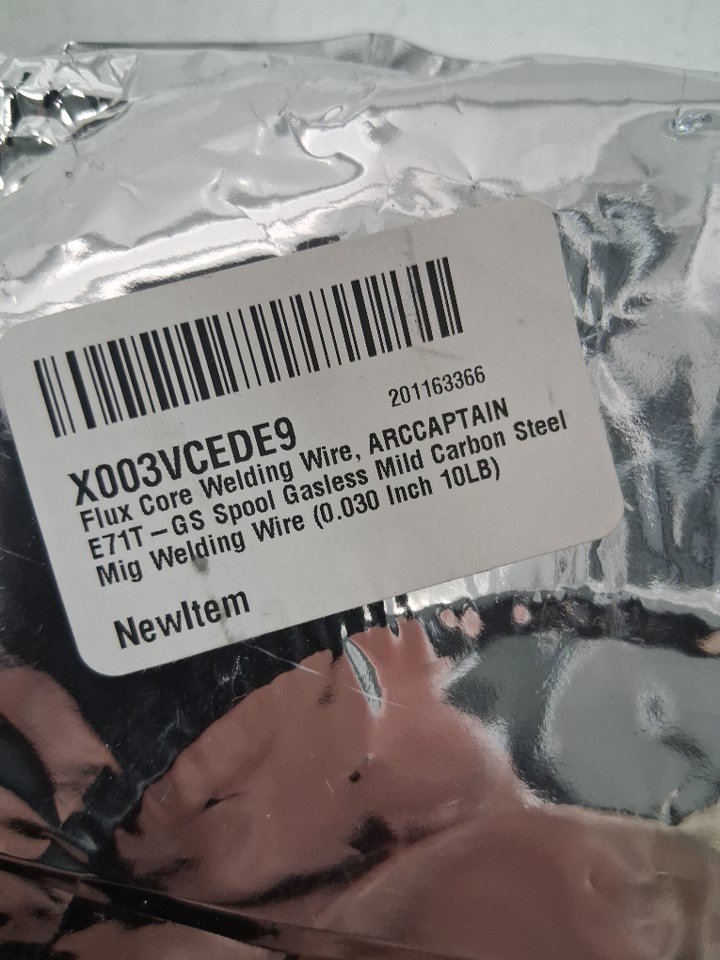 201163366
X003VCEDE9
Flux Core Welding Wire, ARCCAPTAIN
E71T-GS Spool Gasless Mild Carbon Steel
Mig Welding Wire (0.030 Inch 10LB)
NewItem